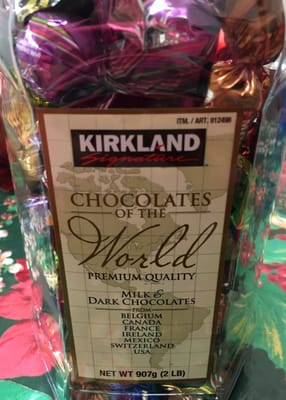 ITM. / ART. 912498
KIRKLAND
Signature
CHOCOLATES
OF THE
World
PREMIUM QUALITY
MILK &
DARK CHOCOLATES
FROM
BELGIUM
CANADA
FRANCE
IRELAND
MEXICO
SWITZERLAND
USA
NET WT 907g (2 LB)